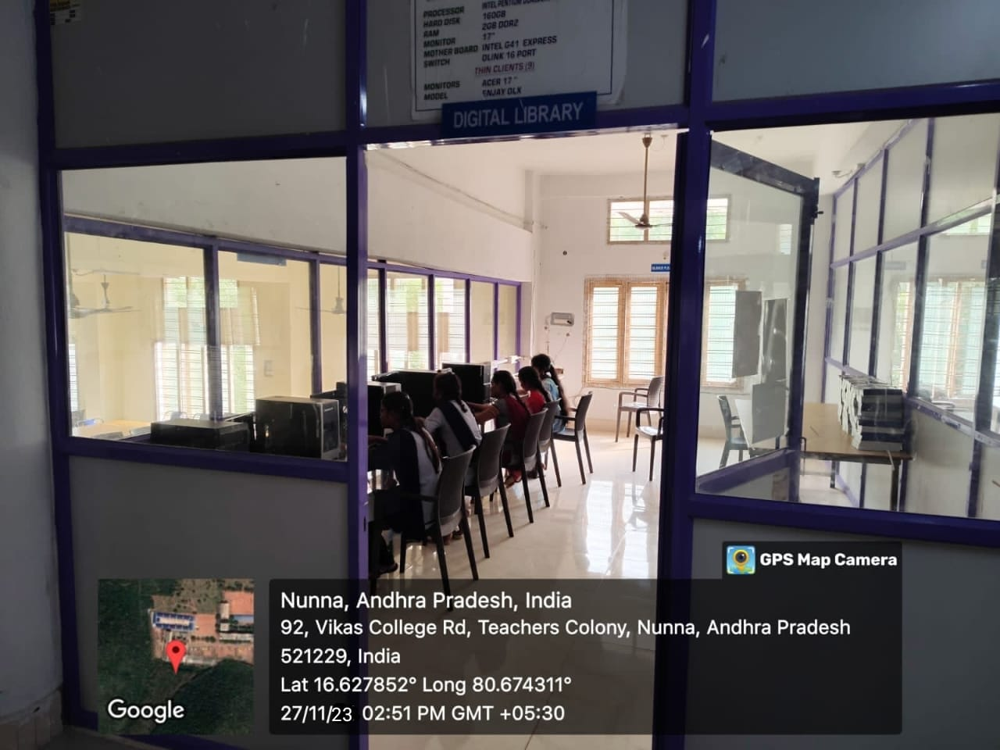 PROCESSOR INTEL PENTIUM
HARD DISK 160GB
RAM 2GB DDR2
MONITOR 17"
MOTHER BOARD INTEL G41 EXPRESS
SWITCH DLINK 16 PORT
THIN CLIENTS (9)
MONITORS ACER 17"
MODEL ENJAY GLX
DIGITAL LIBRARY
GPS Map Camera
Nunna, Andhra Pradesh, India
92, Vikas College Rd, Teachers Colony, Nunna, Andhra Pradesh
521229, India
Lat 16.627852° Long 80.674311°
27/11/23 02:51 PM GMT +05:30
Google